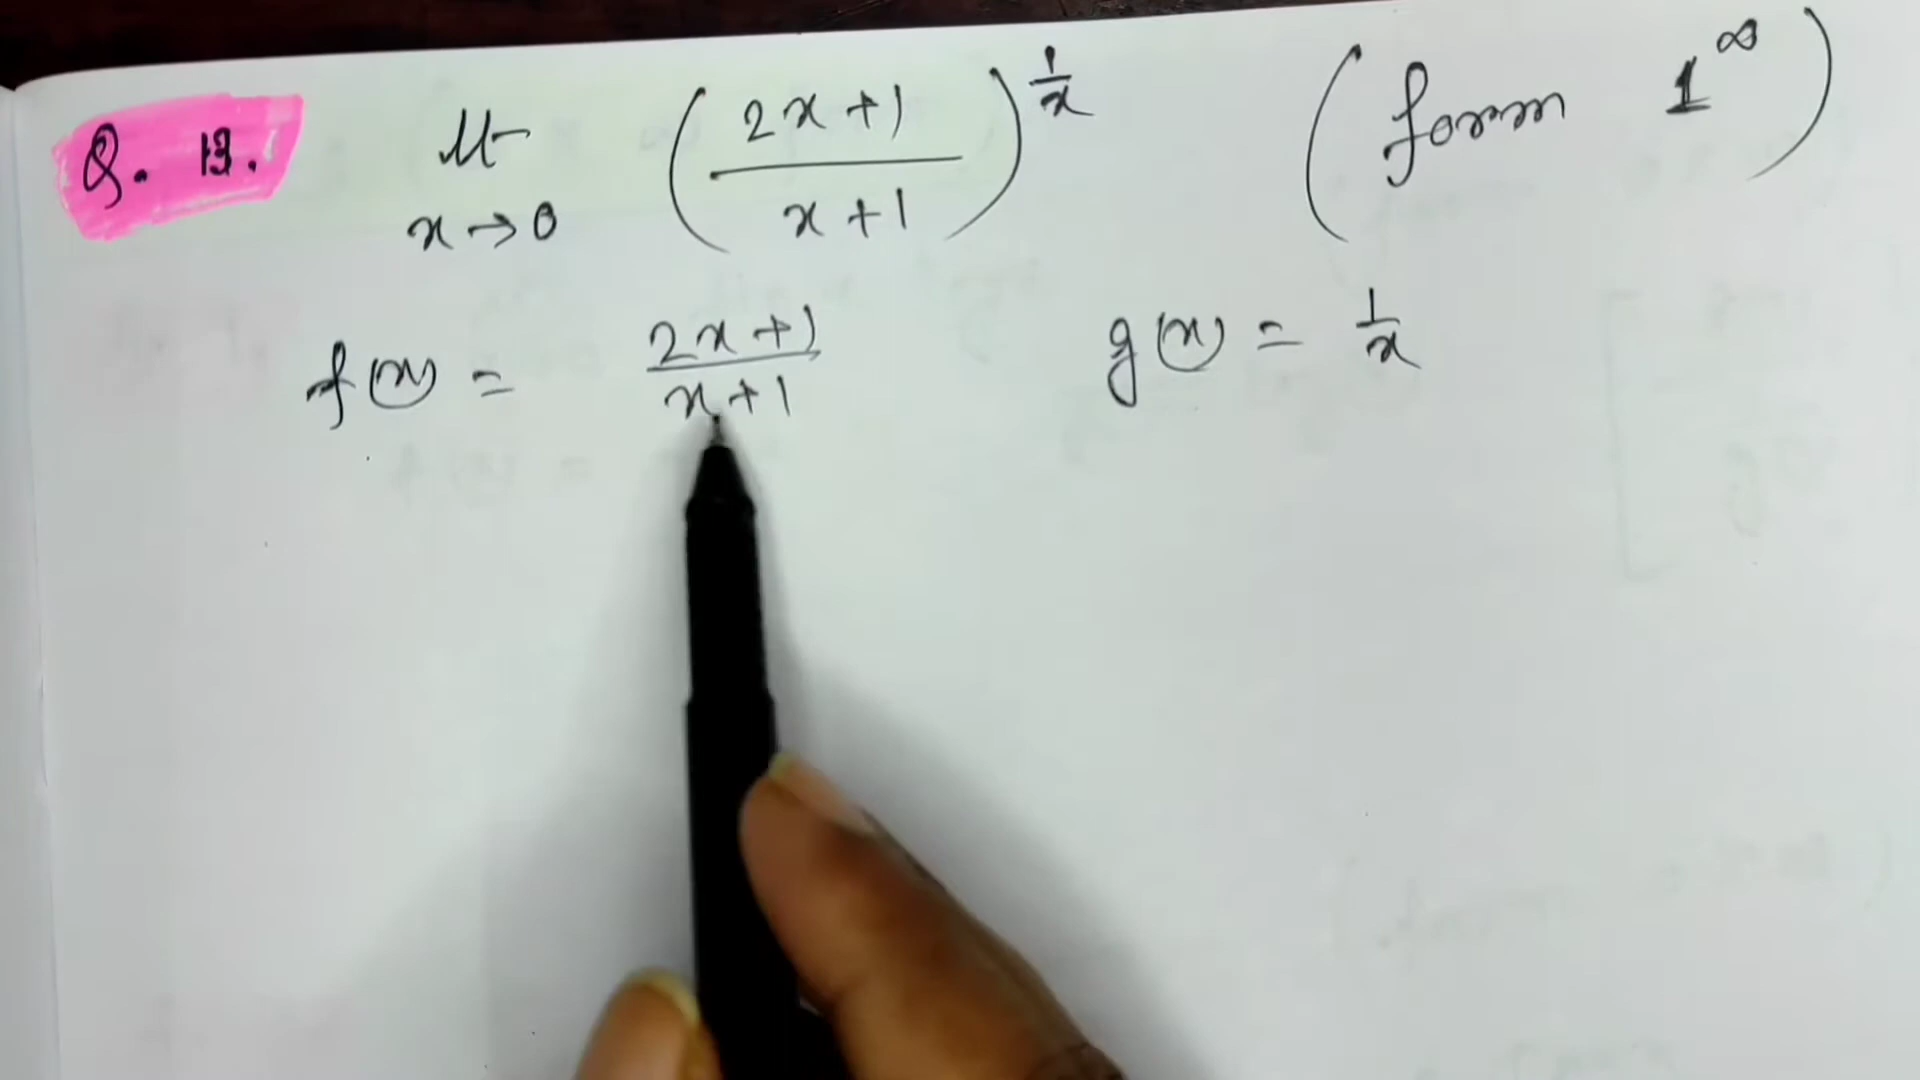 Q. 13. lt x→0 ((2x+1)/(x+1))^(1/x) (form 1^∞)
f(x) = (2x+1)/(x+1) g(x) = 1/x